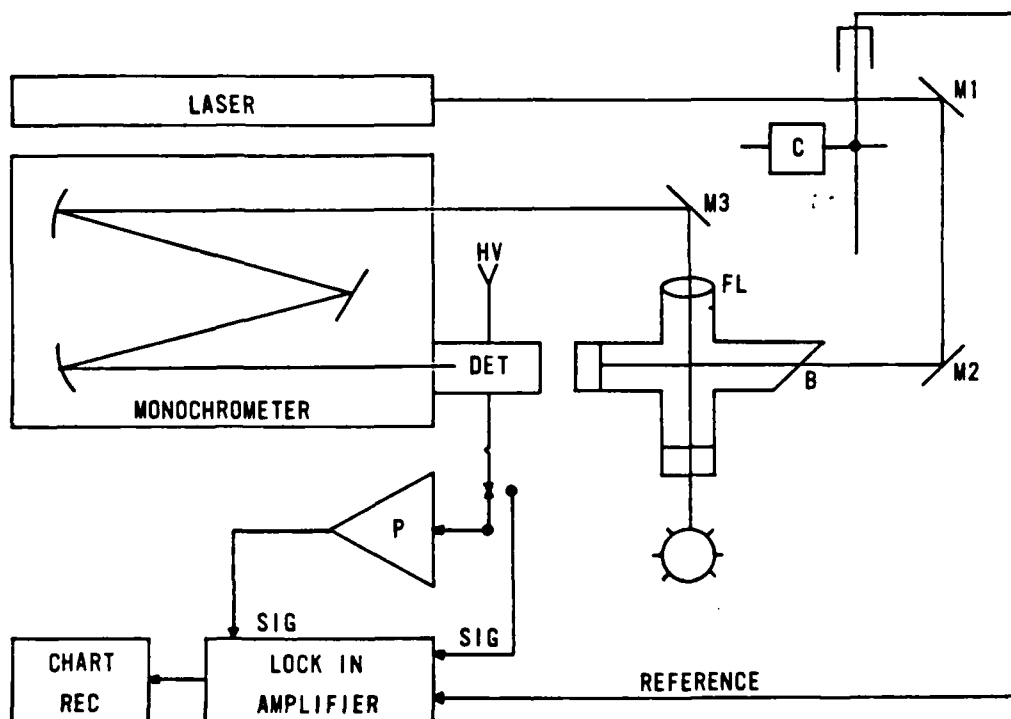 LASER
M1
C
M3
HV
FL
DET
B
M2
MONOCHROMETER
P
SIG
SIG
CHART
REC
LOCK IN
AMPLIFIER
REFERENCE